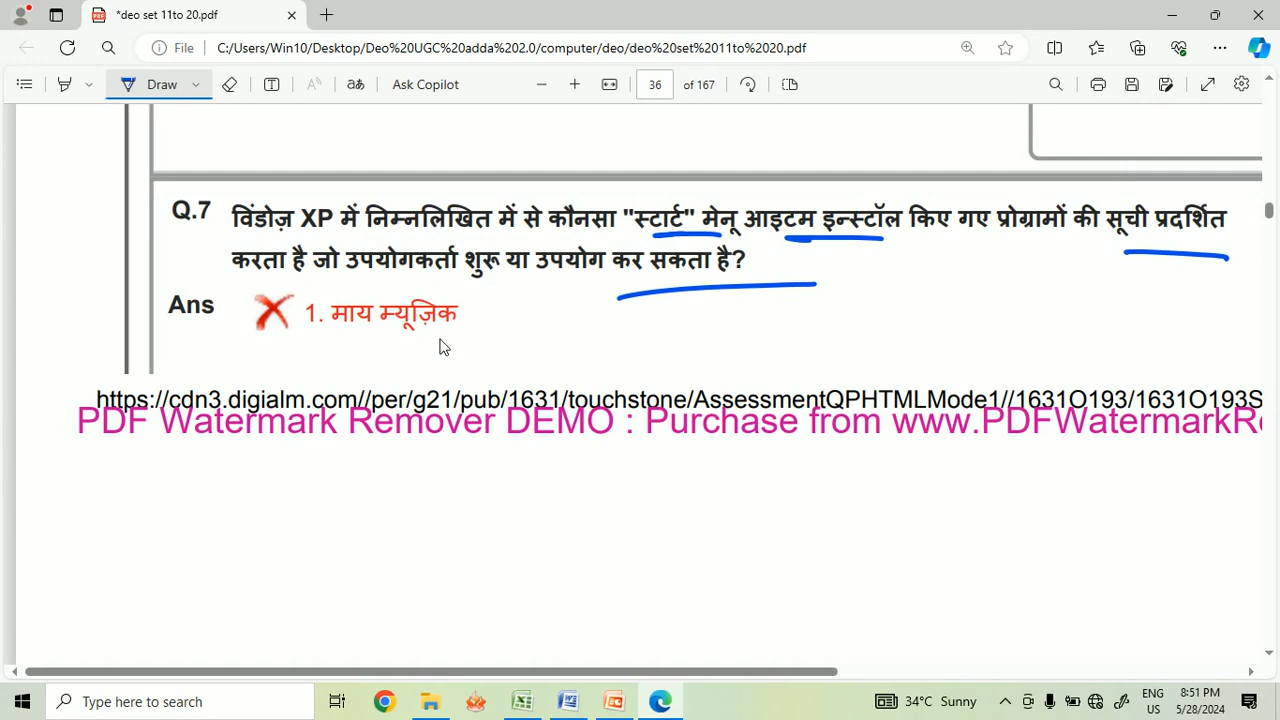 *deo set 11to 20.pdf
File
C:/Users/Win10/Desktop/Deo%20UGC%20adda%202.0/computer/deo/deo%20set%2011to%2020.pdf
Draw
aあ
Ask Copilot
36 of 167
Q.7 विंडोज़ XP में निम्नलिखित में से कौनसा "स्टार्ट" मेनू आइटम इन्स्टॉल किए गए प्रोग्रामों की सूची प्रदर्शित
करता है जो उपयोगकर्ता शुरू या उपयोग कर सकता है?
Ans 1. माय म्यूज़िक
https://cdn3.digialm.com//per/g21/pub/1631/touchstone/AssessmentQPHTMLMode1//1631O193/1631O193S
PDF Watermark Remover DEMO : Purchase from www.PDFWatermarkRe
Type here to search
34°C Sunny
ENG
US
8:51 PM
5/28/2024